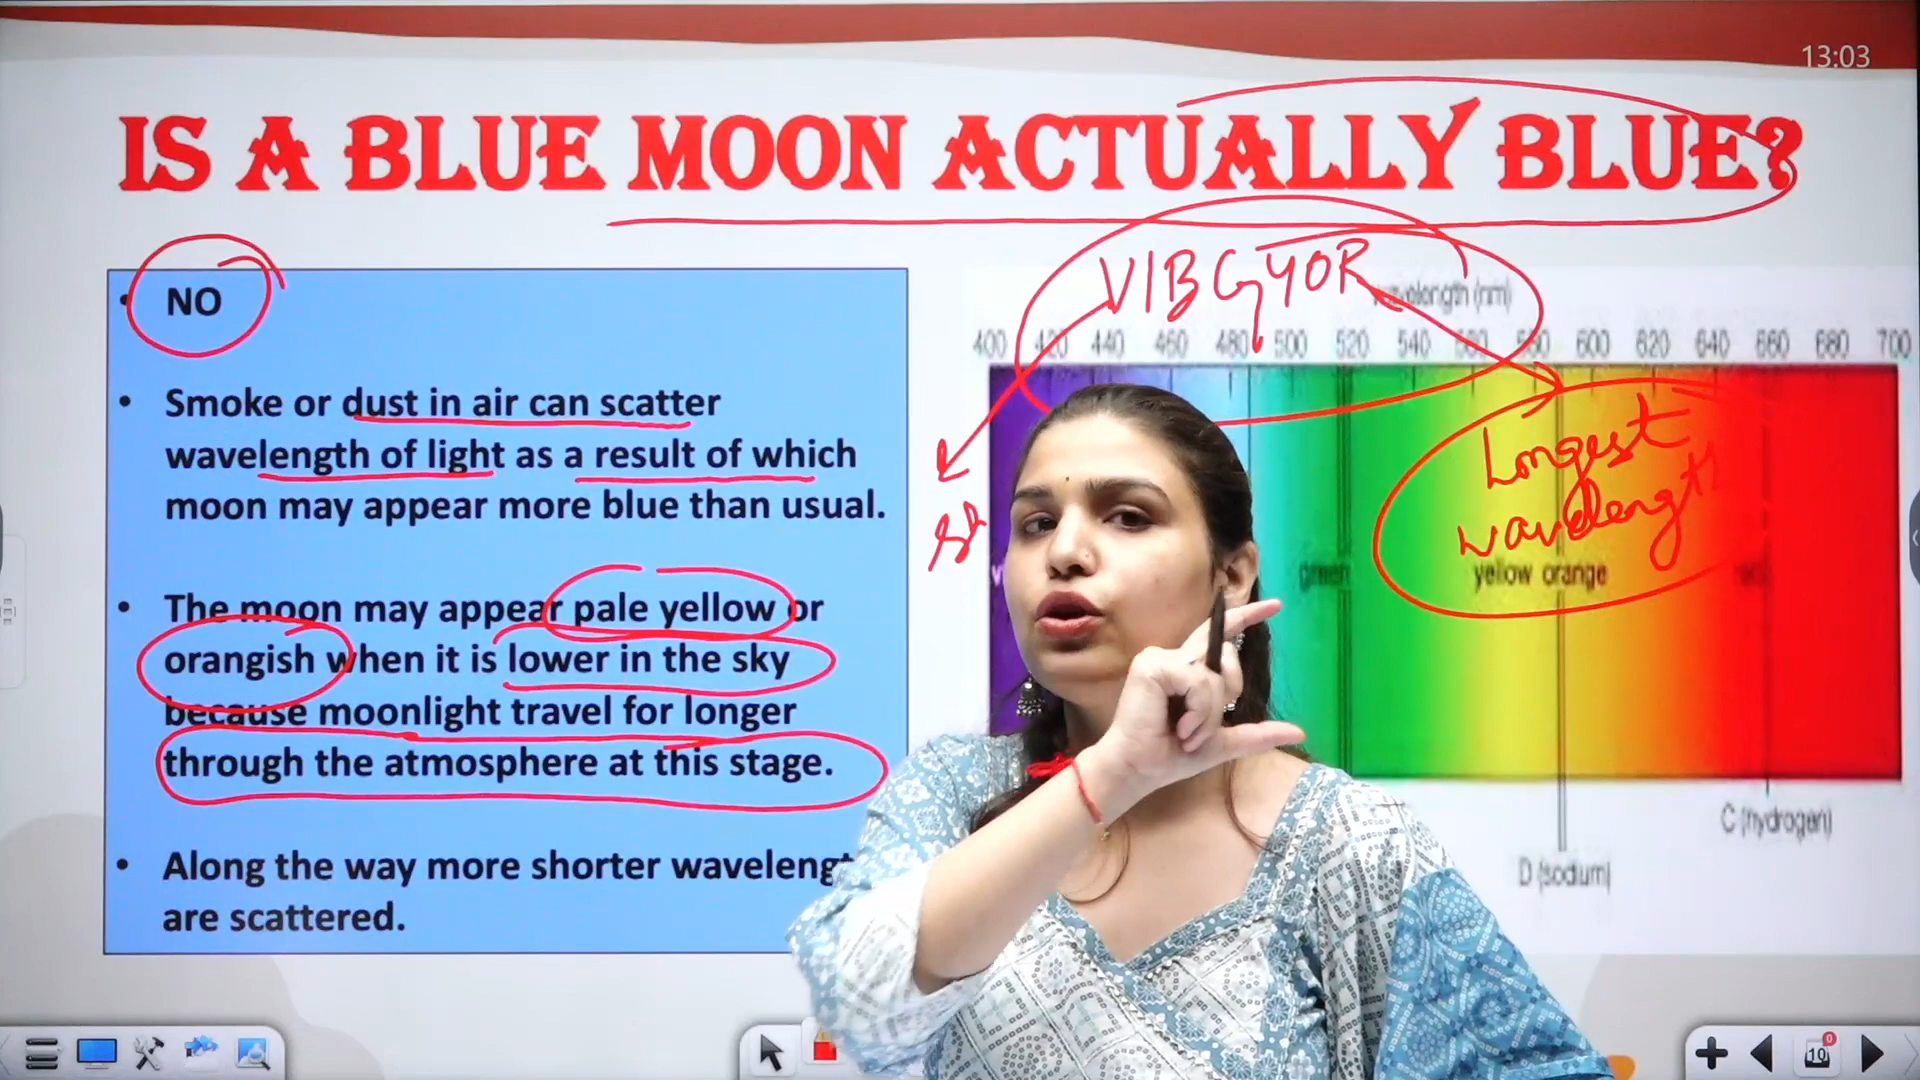 13:03
IS A BLUE MOON ACTUALLY BLUE?
• NO
• Smoke or dust in air can scatter
wavelength of light as a result of which
moon may appear more blue than usual.
• The moon may appear pale yellow or
orangish when it is lower in the sky
because moonlight travel for longer
through the atmosphere at this stage.
• Along the way more shorter
are scattered.
VIBGYOR
wavelength (nm)
400 420 440 460 480 500 520 540 560 580 600 620 640 660 680 700
Longest
wavelength
green yellow orange
C (hydrogen)
D (sodium)
10
0